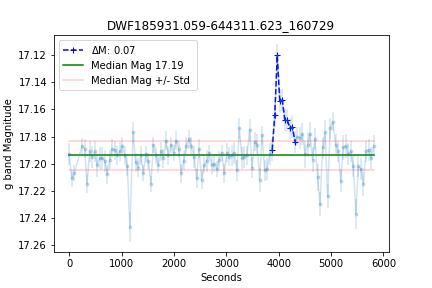 DWF185931.059-644311.623_160729
ΔM: 0.07
Median Mag 17.19
Median Mag +/- Std
g band Magnitude
17.12
17.14
17.16
17.18
17.20
17.22
17.24
17.26
0 1000 2000 3000 4000 5000 6000
Seconds